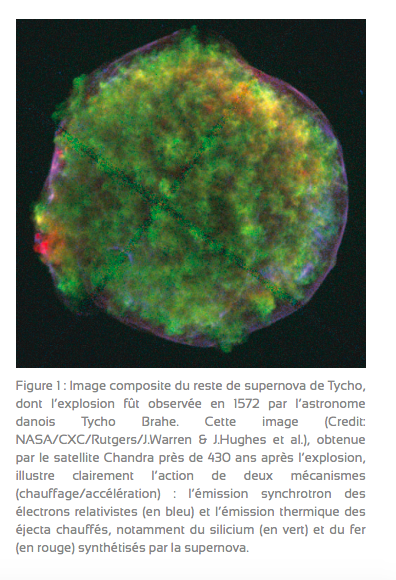 Figure 1 : Image composite du reste de supernova de Tycho,
dont l'explosion fût observée en 1572 par l'astronome
danois Tycho Brahe. Cette image (Credit:
NASA/CXC/Rutgers/J.Warren & J.Hughes et al.), obtenue
par le satellite Chandra près de 430 ans après l'explosion,
illustre clairement l'action de deux mécanismes
(chauffage/accélération) : l'émission synchrotron des
électrons relativistes (en bleu) et l'émission thermique des
éjecta chauffés, notamment du silicium (en vert) et du fer
(en rouge) synthétisés par la supernova.